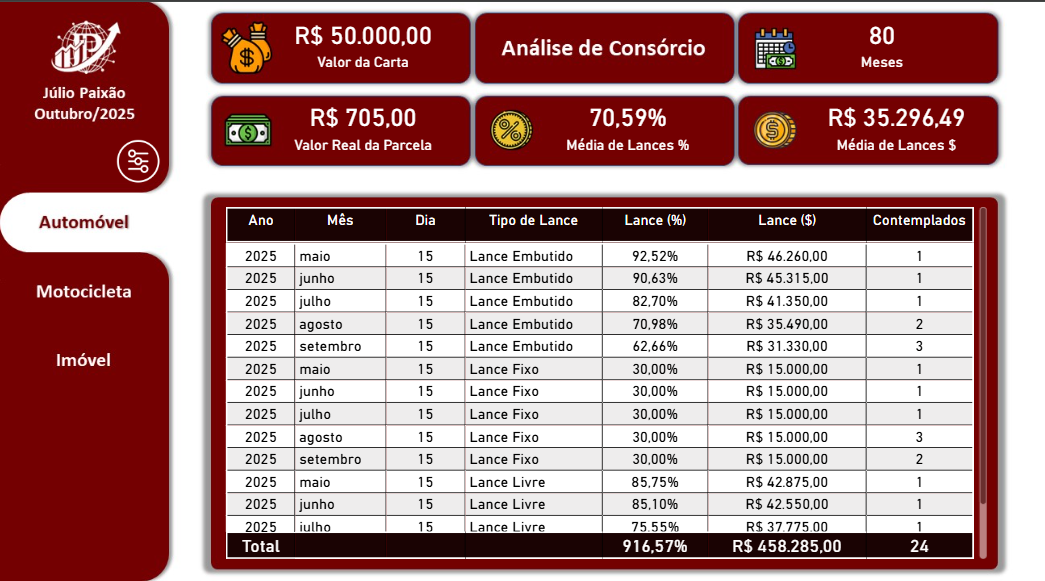 Júlio Paixão
Outubro/2025
Automóvel
Motocicleta
Imóvel
R$ 50.000,00
Valor da Carta
Análise de Consórcio
80
Meses
R$ 705,00
Valor Real da Parcela
70,59%
Média de Lances %
R$ 35.296,49
Média de Lances $
Ano Mês Dia Tipo de Lance Lance (%) Lance ($) Contemplados
2025 maio 15 Lance Embutido 92,52% R$ 46.260,00 1
2025 junho 15 Lance Embutido 90,63% R$ 45.315,00 1
2025 julho 15 Lance Embutido 82,70% R$ 41.350,00 1
2025 agosto 15 Lance Embutido 70,98% R$ 35.490,00 2
2025 setembro 15 Lance Embutido 62,66% R$ 31.330,00 3
2025 maio 15 Lance Fixo 30,00% R$ 15.000,00 1
2025 junho 15 Lance Fixo 30,00% R$ 15.000,00 1
2025 julho 15 Lance Fixo 30,00% R$ 15.000,00 1
2025 agosto 15 Lance Fixo 30,00% R$ 15.000,00 3
2025 setembro 15 Lance Fixo 30,00% R$ 15.000,00 2
2025 maio 15 Lance Livre 85,75% R$ 42.875,00 1
2025 junho 15 Lance Livre 85,10% R$ 42.550,00 1
2025 julho 15 Lance Livre 75,55% R$ 37.775,00 1
Total 916,57% R$ 458.285,00 24